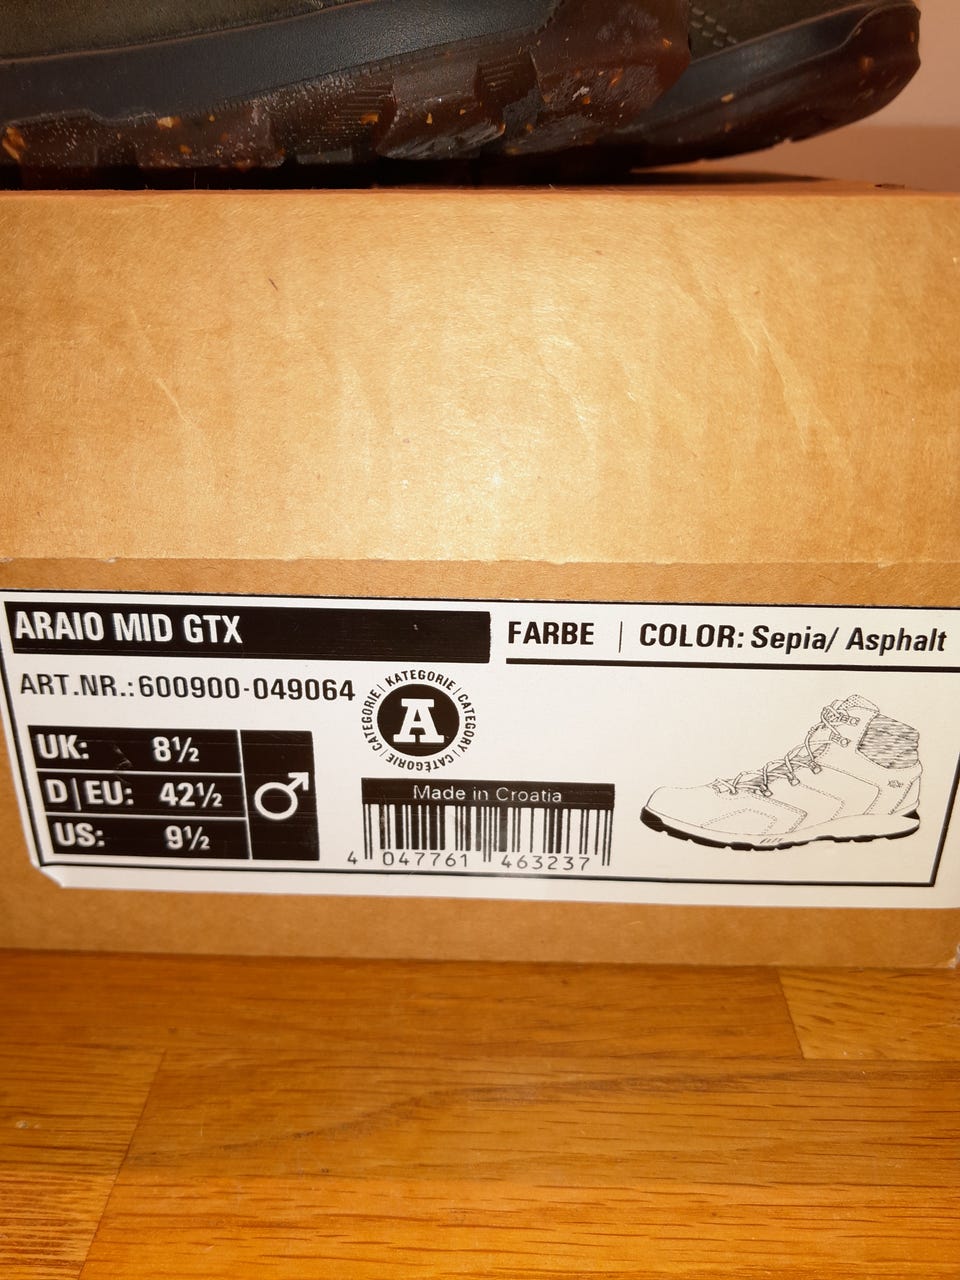 ARAIO MID GTX
FARBE | COLOR: Sepia/ Asphalt
ART.NR.: 600900-049064
KATEGORIE | CATEGORY | CATÉGORIE | CATEGORIE |
A
UK: 8½
D|EU: 42½
US: 9½
Made in Croatia
4 047761 463237